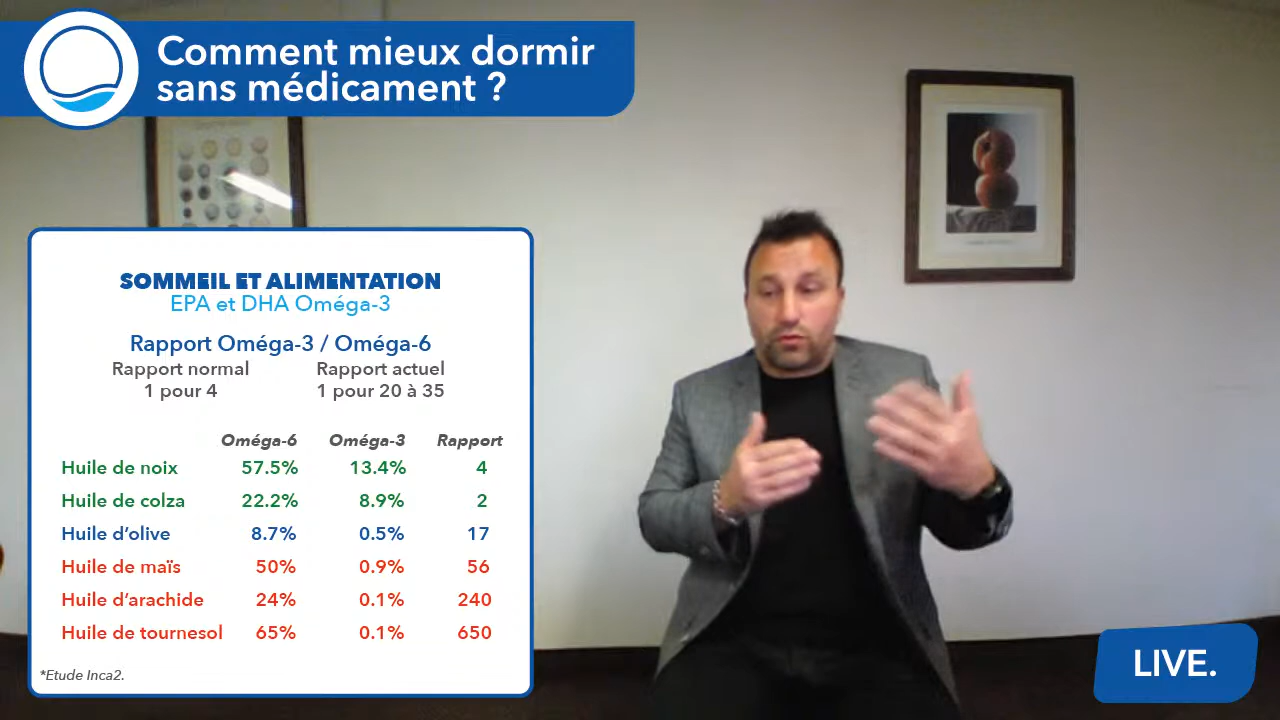 Comment mieux dormir
sans médicament ?
SOMMEIL ET ALIMENTATION
EPA et DHA Oméga-3
Rapport Oméga-3 / Oméga-6
Rapport normal Rapport actuel
1 pour 4 1 pour 20 à 35
Oméga-6 Oméga-3 Rapport
Huile de noix 57.5% 13.4% 4
Huile de colza 22.2% 8.9% 2
Huile d'olive 8.7% 0.5% 17
Huile de maïs 50% 0.9% 56
Huile d'arachide 24% 0.1% 240
Huile de tournesol 65% 0.1% 650
*Etude Inca2.
LIVE.